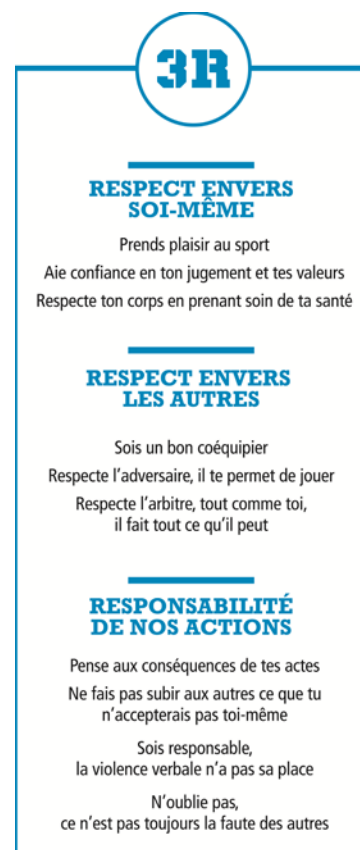 3R
RESPECT ENVERS
SOI-MÊME
Prends plaisir au sport
Aie confiance en ton jugement et tes valeurs
Respecte ton corps en prenant soin de ta santé
RESPECT ENVERS
LES AUTRES
Sois un bon coéquipier
Respecte l'adversaire, il te permet de jouer
Respecte l'arbitre, tout comme toi,
il fait tout ce qu'il peut
RESPONSABILITÉ
DE NOS ACTIONS
Pense aux conséquences de tes actes
Ne fais pas subir aux autres ce que tu
n'accepterais pas toi-même
Sois responsable,
la violence verbale n'a pas sa place
N'oublie pas,
ce n'est pas toujours la faute des autres